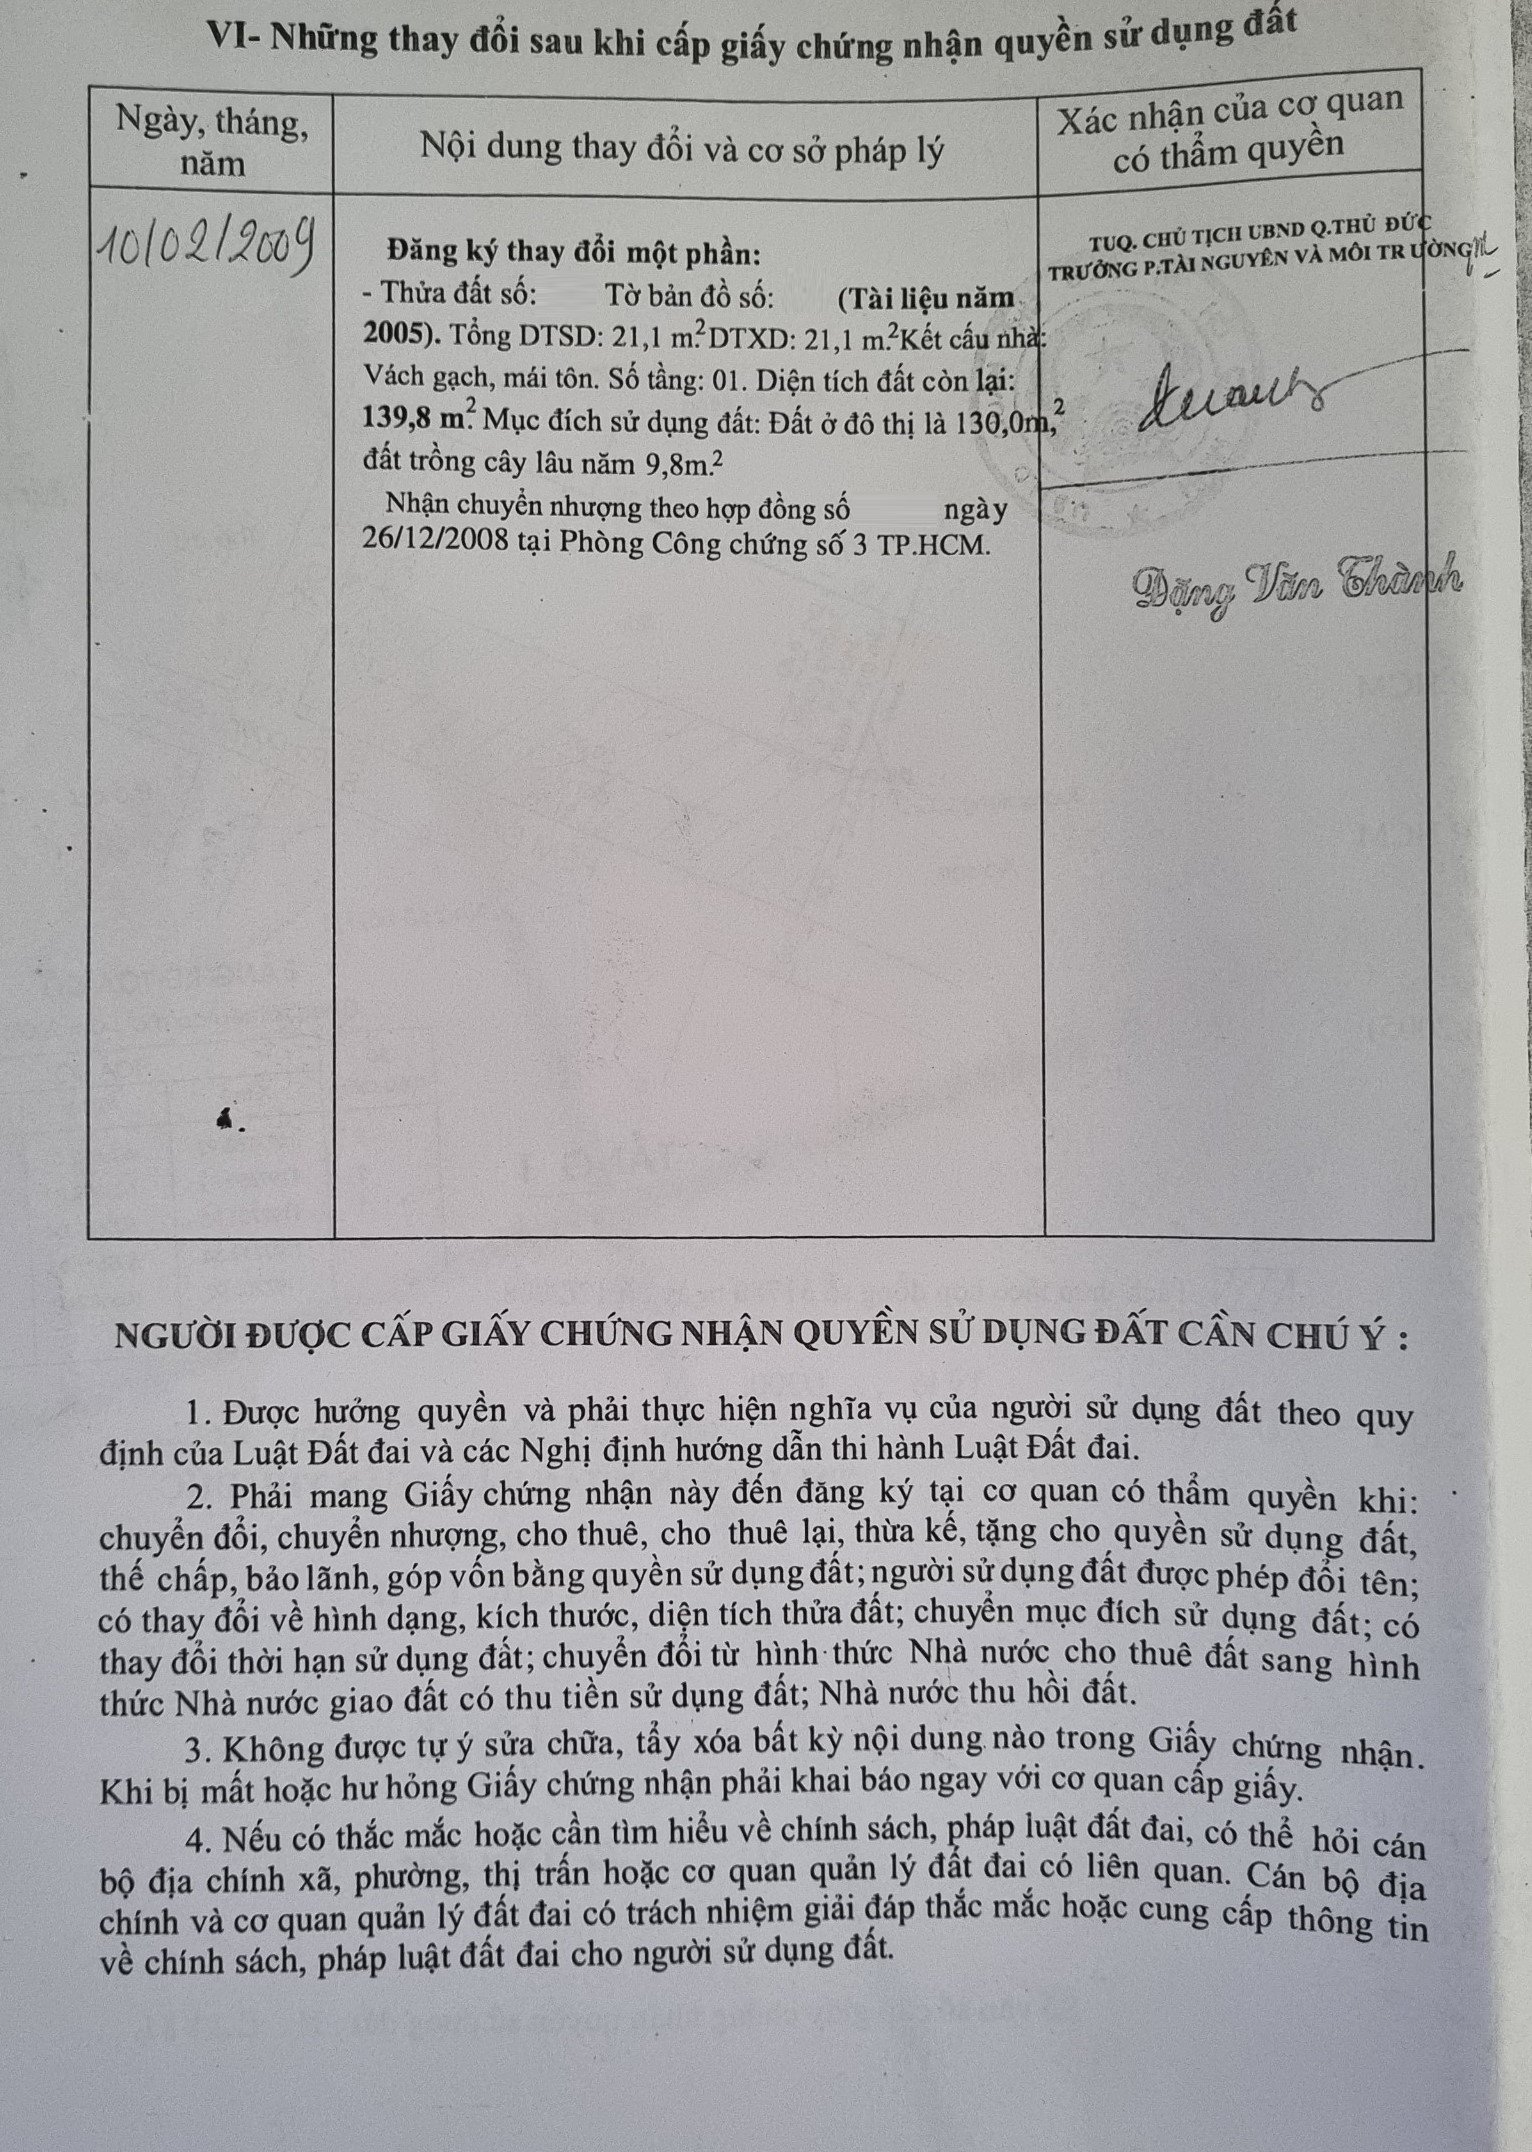 VI- Những thay đổi sau khi cấp giấy chứng nhận quyền sử dụng đất
Ngày, tháng,
năm
Nội dung thay đổi và cơ sở pháp lý
Xác nhận của cơ quan
có thẩm quyền
10/02/2009
Đăng ký thay đổi một phần:
- Thửa đất số: Tờ bản đồ số: (Tài liệu năm
2005). Tổng DTSD: 21,1 m². DTXD: 21,1 m². Kết cấu nhà:
Vách gạch, mái tôn. Số tầng: 01. Diện tích đất còn lại:
139,8 m². Mục đích sử dụng đất: Đất ở đô thị là 130,0m²,
đất trồng cây lâu năm 9,8m².
Nhận chuyển nhượng theo hợp đồng số ngày
26/12/2008 tại Phòng Công chứng số 3 TP.HCM.
TUQ. CHỦ TỊCH UBND Q.THỦ ĐỨC
TRƯỞNG P.TÀI NGUYÊN VÀ MÔI TR ƯỜNG
Đặng Văn Thành
NGƯỜI ĐƯỢC CẤP GIẤY CHỨNG NHẬN QUYỀN SỬ DỤNG ĐẤT CẦN CHÚ Ý :
1. Được hưởng quyền và phải thực hiện nghĩa vụ của người sử dụng đất theo quy
định của Luật Đất đai và các Nghị định hướng dẫn thi hành Luật Đất đai.
2. Phải mang Giấy chứng nhận này đến đăng ký tại cơ quan có thẩm quyền khi:
chuyển đổi, chuyển nhượng, cho thuê, cho thuê lại, thừa kế, tặng cho quyền sử dụng đất,
thế chấp, bảo lãnh, góp vốn bằng quyền sử dụng đất; người sử dụng đất được phép đổi tên;
có thay đổi về hình dạng, kích thước, diện tích thửa đất; chuyển mục đích sử dụng đất; có
thay đổi thời hạn sử dụng đất; chuyển đổi từ hình thức Nhà nước cho thuê đất sang hình
thức Nhà nước giao đất có thu tiền sử dụng đất; Nhà nước thu hồi đất.
3. Không được tự ý sửa chữa, tẩy xóa bất kỳ nội dung nào trong Giấy chứng nhận.
Khi bị mất hoặc hư hỏng Giấy chứng nhận phải khai báo ngay với cơ quan cấp giấy.
4. Nếu có thắc mắc hoặc cần tìm hiểu về chính sách, pháp luật đất đai, có thể hỏi cán
bộ địa chính xã, phường, thị trấn hoặc cơ quan quản lý đất đai có liên quan. Cán bộ địa
chính và cơ quan quản lý đất đai có trách nhiệm giải đáp thắc mắc hoặc cung cấp thông tin
về chính sách, pháp luật đất đai cho người sử dụng đất.